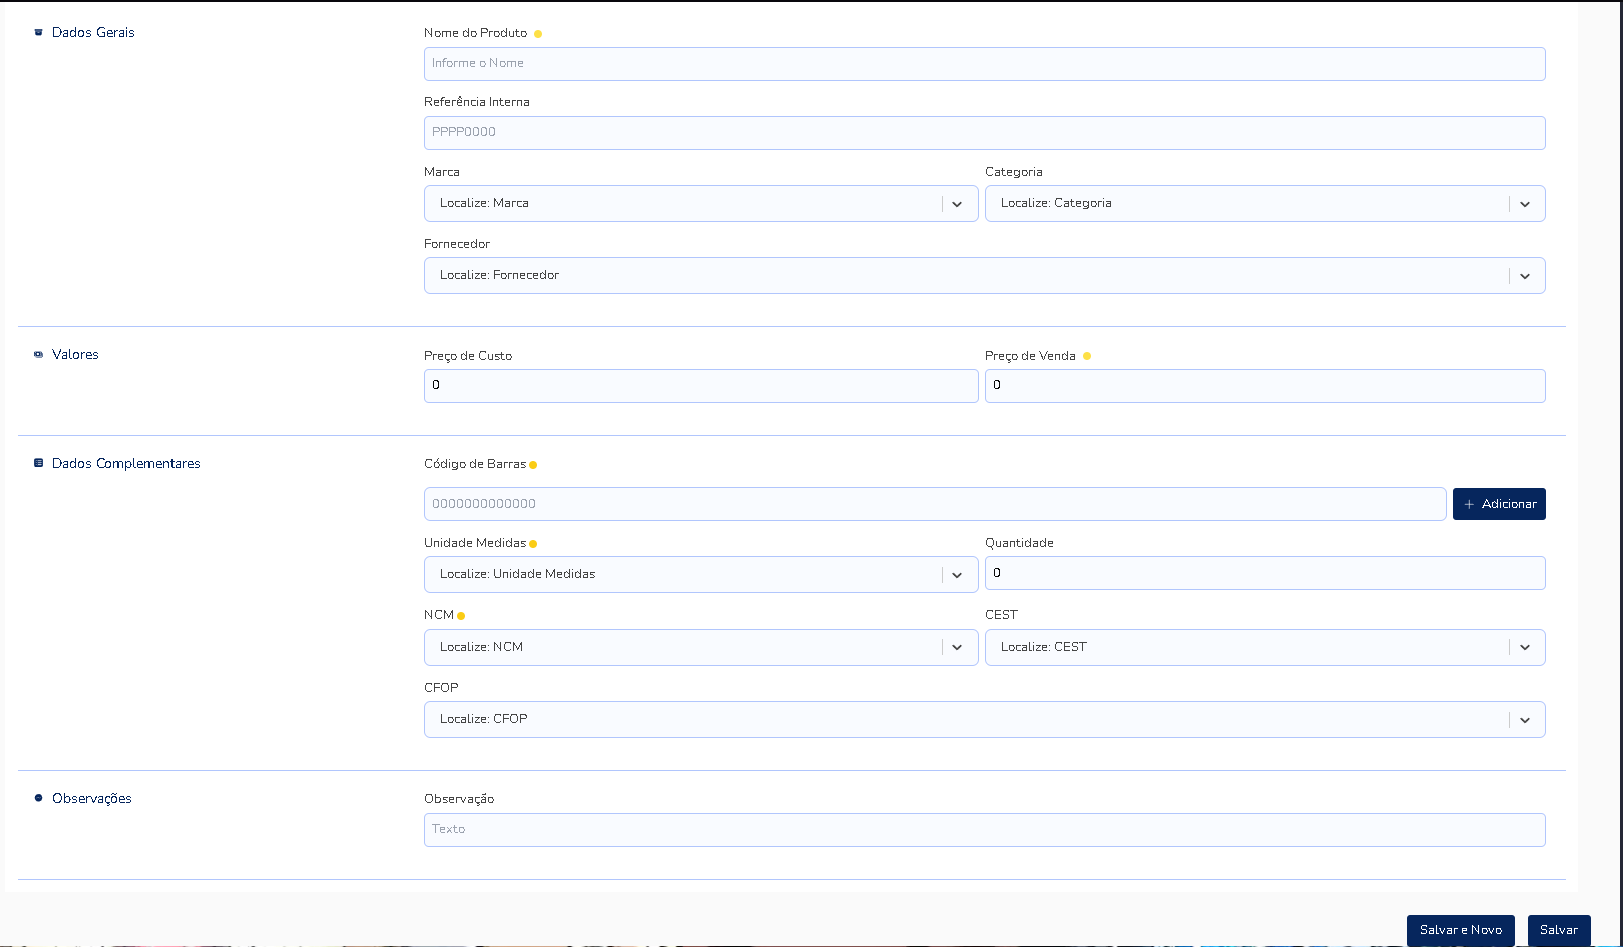 Dados Gerais
Nome do Produto
Informe o Nome
Referência Interna
PPPP0000
Marca
Categoria
Localize: Marca
Localize: Categoria
Fornecedor
Localize: Fornecedor
Valores
Preço de Custo
Preço de Venda
0
0
Dados Complementares
Código de Barras
0000000000000
+ Adicionar
Unidade Medidas
Quantidade
Localize: Unidade Medidas
0
NCM
CEST
Localize: NCM
Localize: CEST
CFOP
Localize: CFOP
Observações
Observação
Texto
Salvar e Novo
Salvar